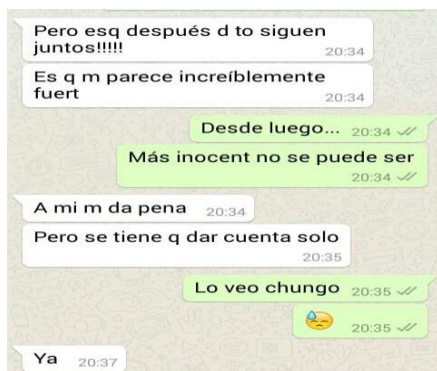 Pero esq después d to siguen
juntos!!!!!
20:34
Es q m parece increíblemente
fuert
20:34
Desde luego... 20:34
Más inocent no se puede ser
20:34
A mi m da pena 20:34
Pero se tiene q dar cuenta solo
20:35
Lo veo chungo 20:35
😓 20:35
Ya 20:37